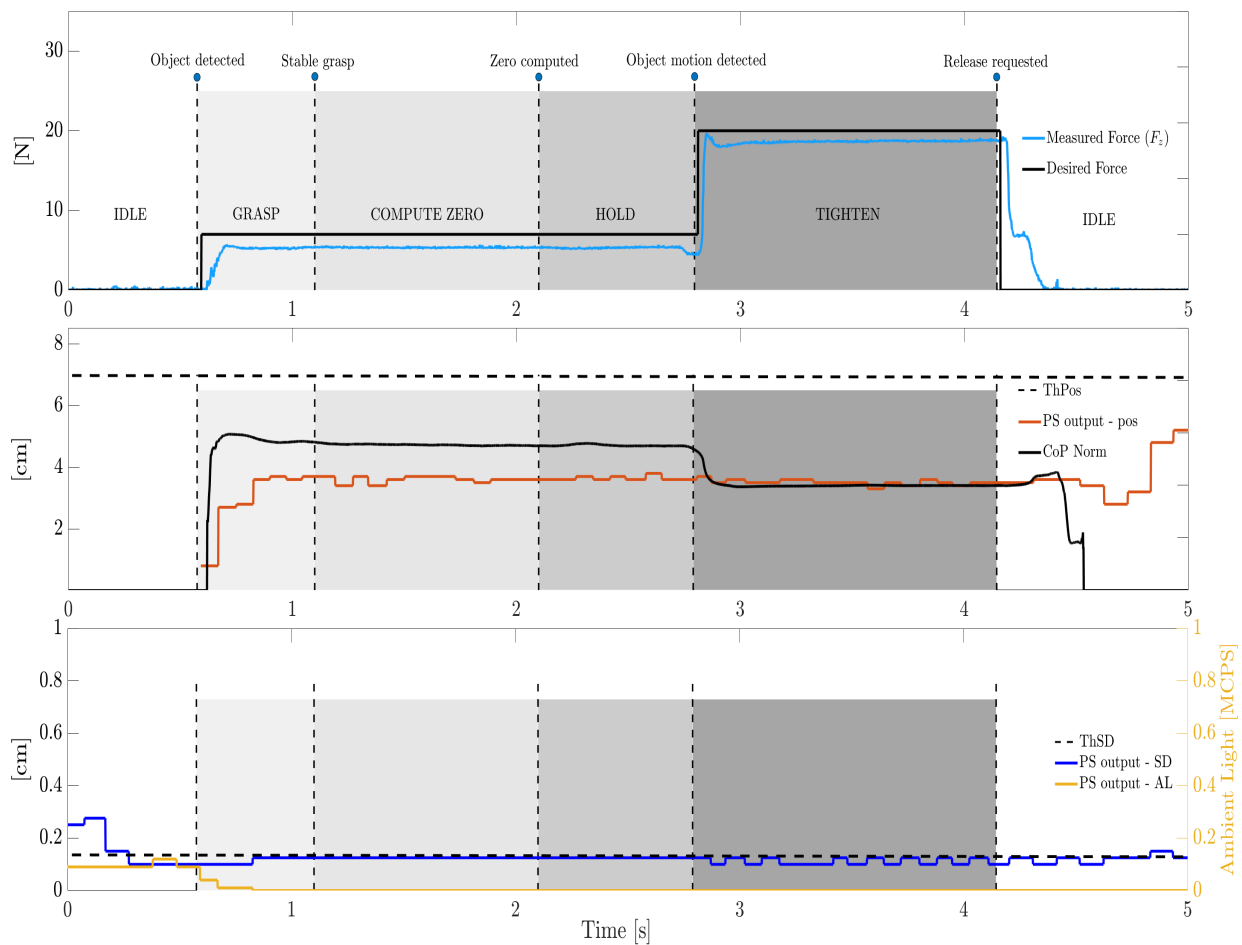 30
20
10
0
[N]
Object detected
Stable grasp
Zero computed
Object motion detected
Release requested
Measured Force (F_z)
Desired Force
IDLE
GRASP
COMPUTE ZERO
HOLD
TIGHTEN
IDLE
0 1 2 3 4 5
8
6
4
2
[cm]
ThPos
PS output - pos
CoP Norm
0 1 2 3 4 5
1
0.8
0.6
0.4
0.2
0
[cm]
ThSD
PS output - SD
PS output - AL
1
0.8
0.6
0.4
0.2
0
Ambient Light [MCPS]
0 1 2 3 4 5
Time [s]